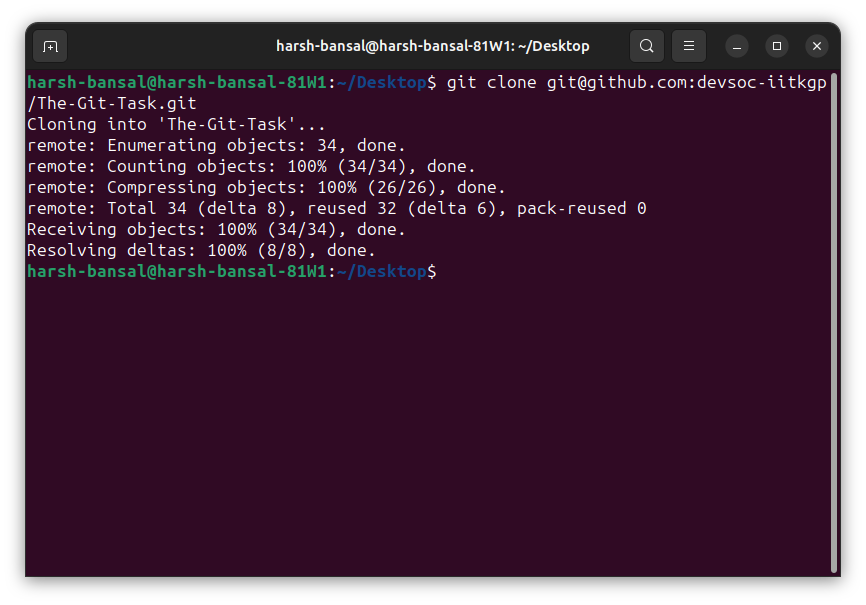 harsh-bansal@harsh-bansal-81W1: ~/Desktop
harsh-bansal@harsh-bansal-81W1:~/Desktop$ git clone git@github.com:devsoc-iitkgp
/The-Git-Task.git
Cloning into 'The-Git-Task'...
remote: Enumerating objects: 34, done.
remote: Counting objects: 100% (34/34), done.
remote: Compressing objects: 100% (26/26), done.
remote: Total 34 (delta 8), reused 32 (delta 6), pack-reused 0
Receiving objects: 100% (34/34), done.
Resolving deltas: 100% (8/8), done.
harsh-bansal@harsh-bansal-81W1:~/Desktop$